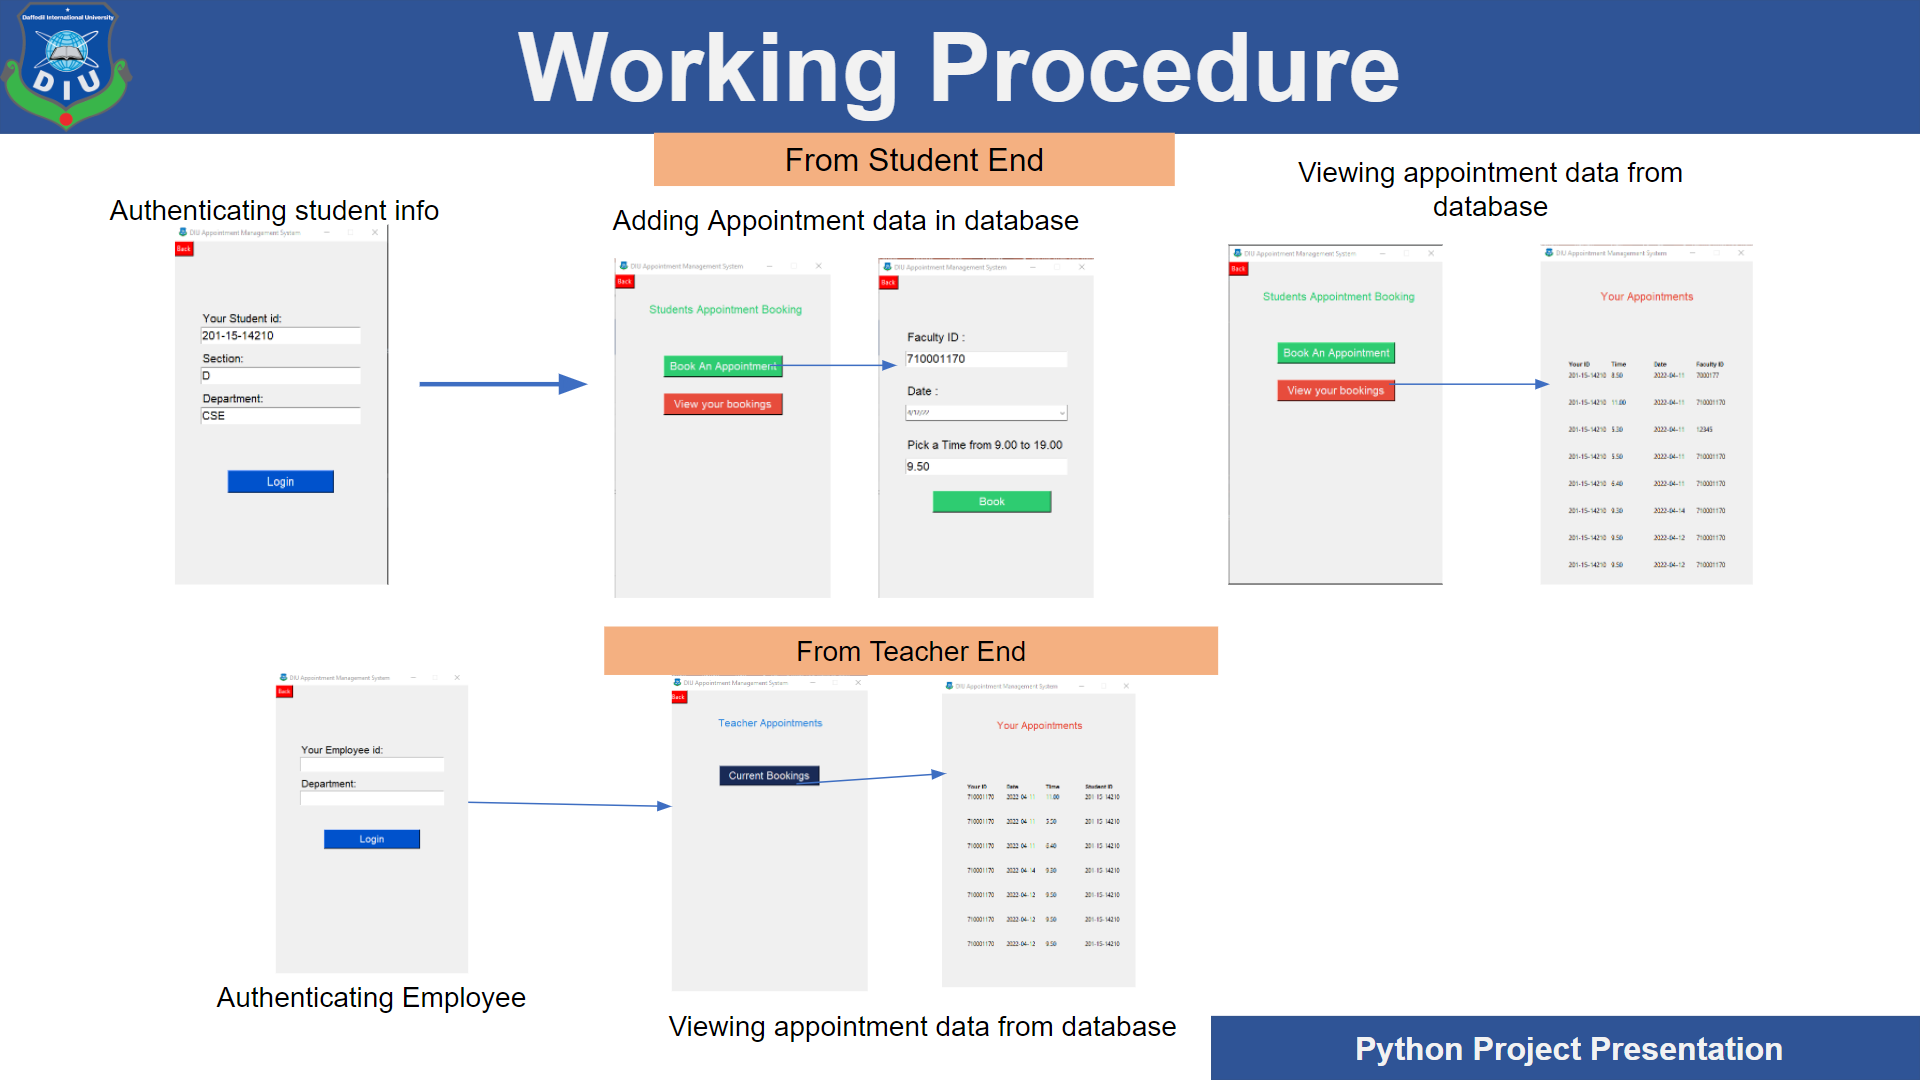 Daffodil International University
DIU
Working Procedure
From Student End
Authenticating student info
DIU Appointment Management System
Back
Your Student id:
201-15-14210
Section:
D
Department:
CSE
Login
Adding Appointment data in database
DIU Appointment Management System
Back
Students Appointment Booking
Book An Appointment
View your bookings
DIU Appointment Management System
Back
Faculty ID :
710001170
Date :
Pick a Time from 9.00 to 19.00
9.50
Book
Viewing appointment data from
database
DIU Appointment Management System
Back
Students Appointment Booking
Book An Appointment
View your bookings
DIU Appointment Management System
Your Appointments
Your ID Time Date Faculty ID
201-15-14210 8.50 2022-04-11 7000177
201-15-14210 11.00 2022-04-11 710001170
201-15-14210 5.30 2022-04-11 12345
201-15-14210 5.50 2022-04-11 710001170
201-15-14210 6.40 2022-04-11 710001170
201-15-14210 9.30 2022-04-14 710001170
201-15-14210 9.50 2022-04-12 710001170
201-15-14210 9.50 2022-04-12 710001170
From Teacher End
DIU Appointment Management System
Back
Your Employee id:
Department:
Login
Authenticating Employee
DIU Appointment Management System
Back
Teacher Appointments
Current Bookings
DIU Appointment Management System
Your Appointments
Your ID Date Time Student ID
710001170 2022-04-11 11.00 201-15-14210
710001170 2022-04-11 5.50 201-15-14210
710001170 2022-04-11 6.40 201-15-14210
710001170 2022-04-14 9.30 201-15-14210
710001170 2022-04-12 9.50 201-15-14210
710001170 2022-04-12 9.50 201-15-14210
710001170 2022-04-12 9.50 201-15-14210
Viewing appointment data from database
Python Project Presentation